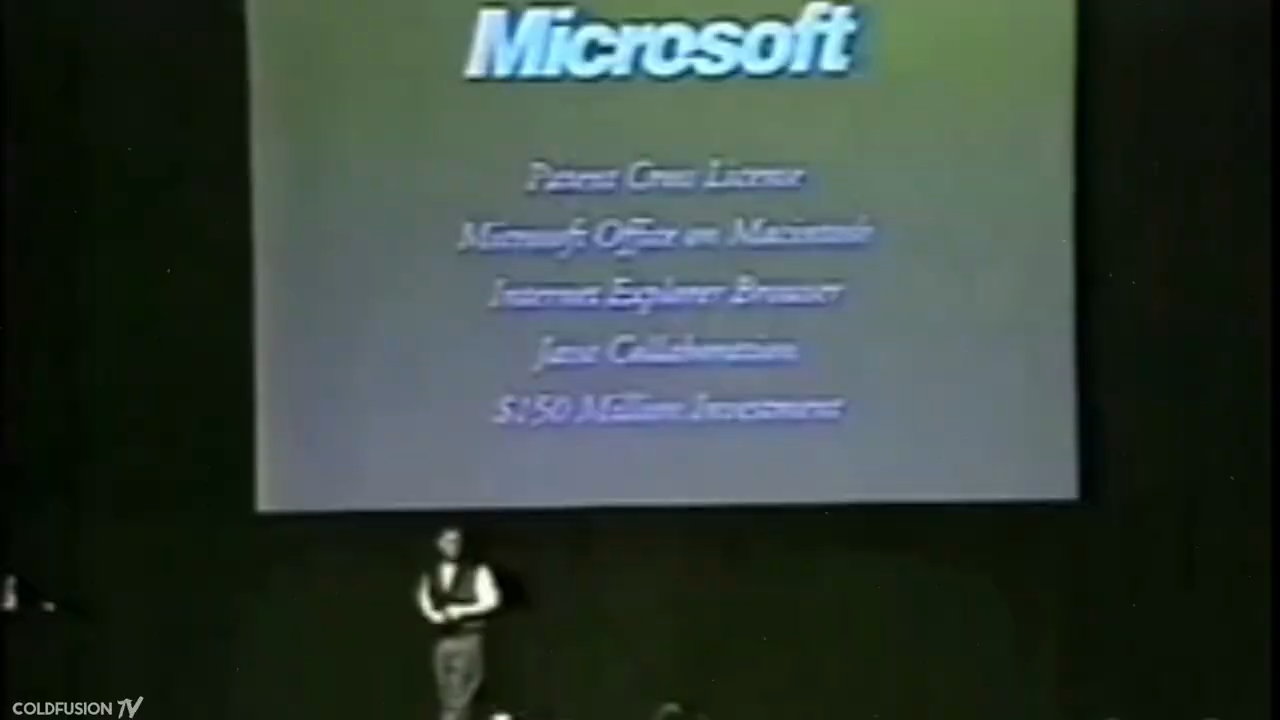 Microsoft
Patent Cross License
Microsoft Office on Macintosh
Internet Explorer Browser
Java Collaboration
$150 Million Investment
COLDFUSION TV